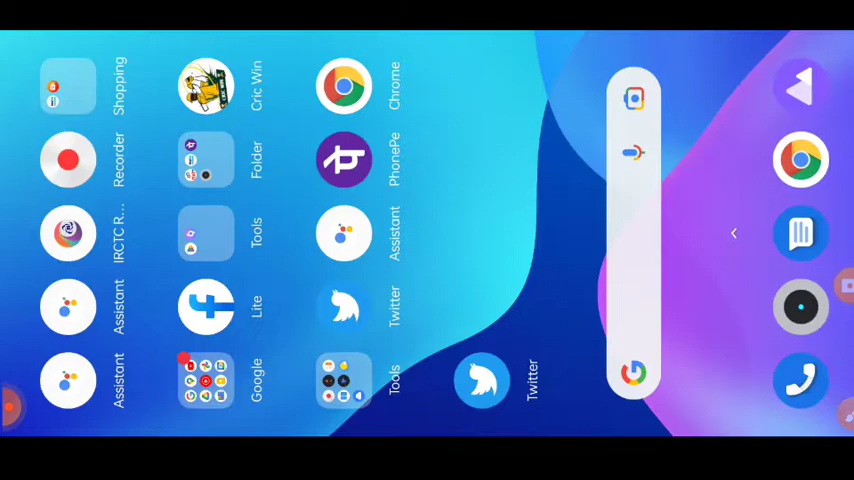 Assistant Assistant IRCTC R... Recorder Shopping
Google Lite Tools Folder Cric Win
Tools Twitter Assistant PhonePe Chrome
Twitter